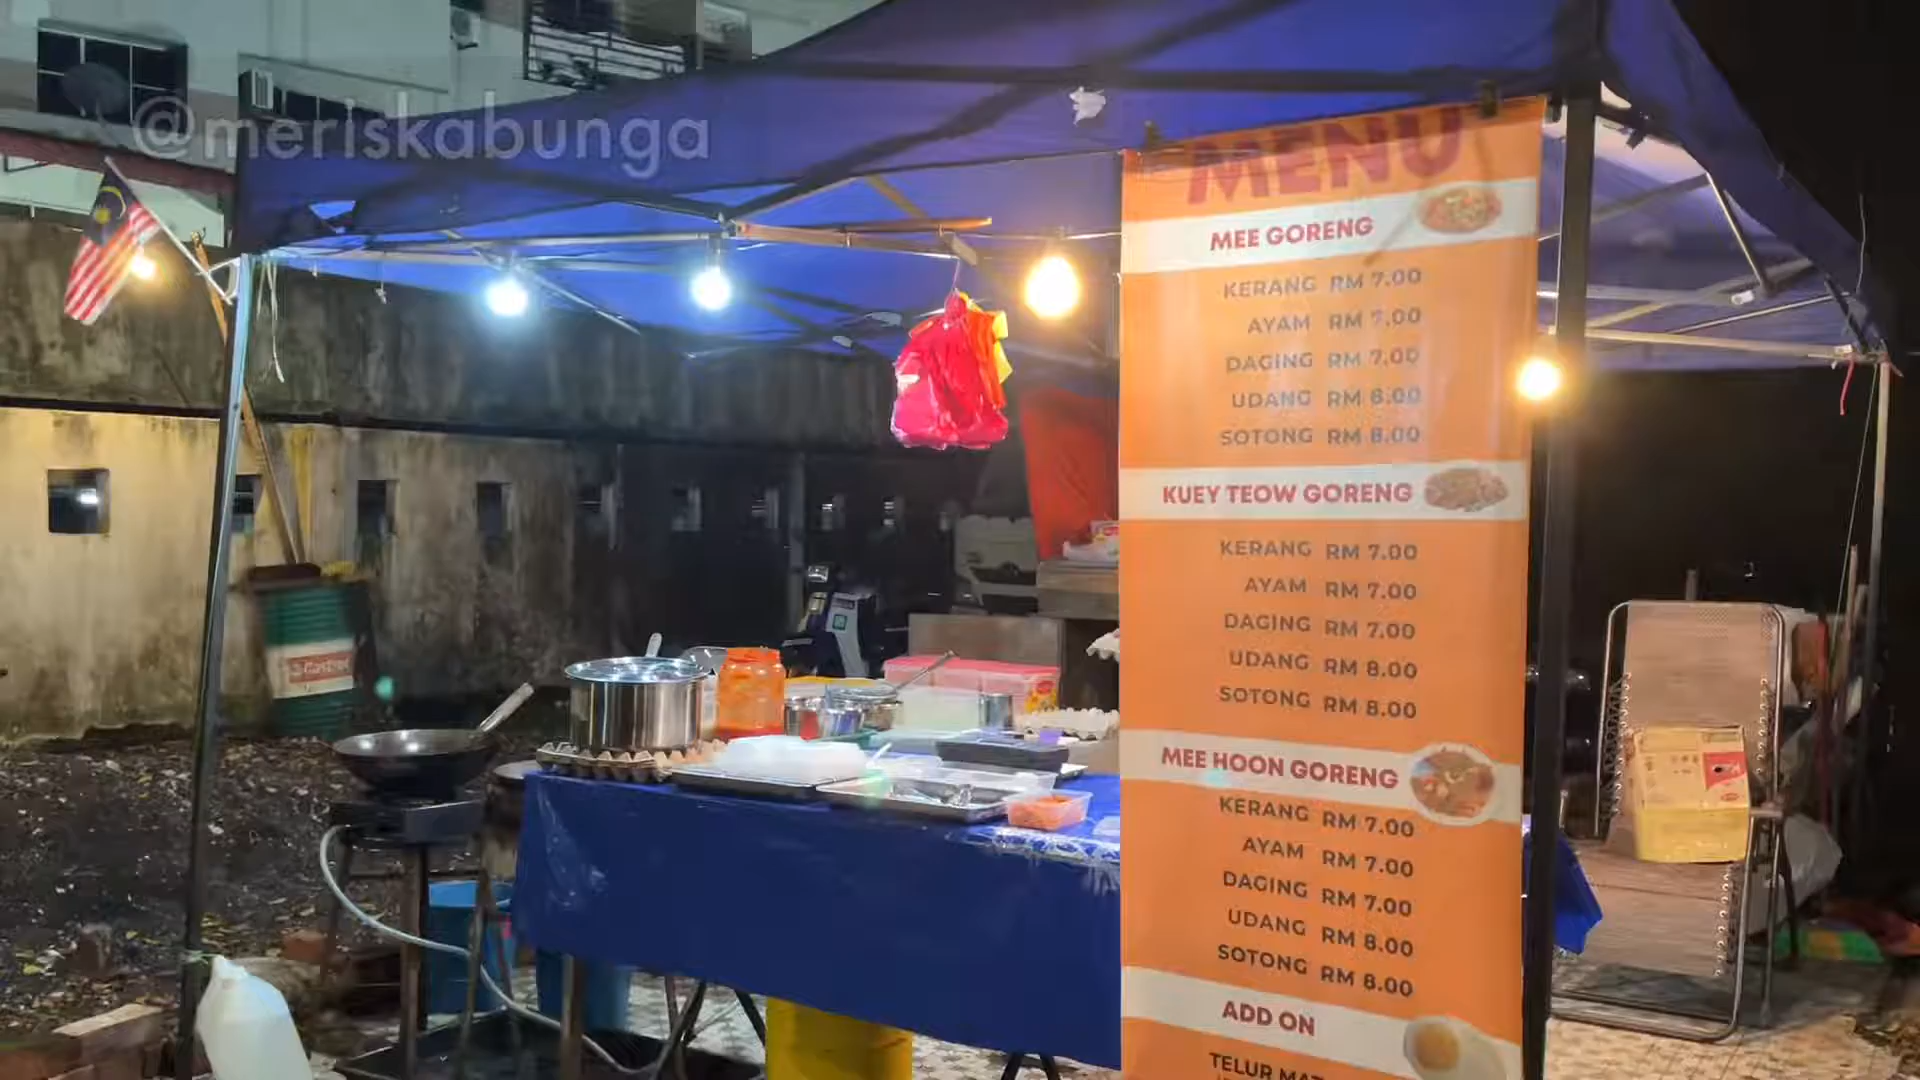 @meriskabunga
MENU
MEE GORENG
KERANG RM 7.00
AYAM RM 7.00
DAGING RM 7.00
UDANG RM 8.00
SOTONG RM 8.00
KUEY TEOW GORENG
KERANG RM 7.00
AYAM RM 7.00
DAGING RM 7.00
UDANG RM 8.00
SOTONG RM 8.00
MEE HOON GORENG
KERANG RM 7.00
AYAM RM 7.00
DAGING RM 7.00
UDANG RM 8.00
SOTONG RM 8.00
ADD ON
TELUR
Castrol